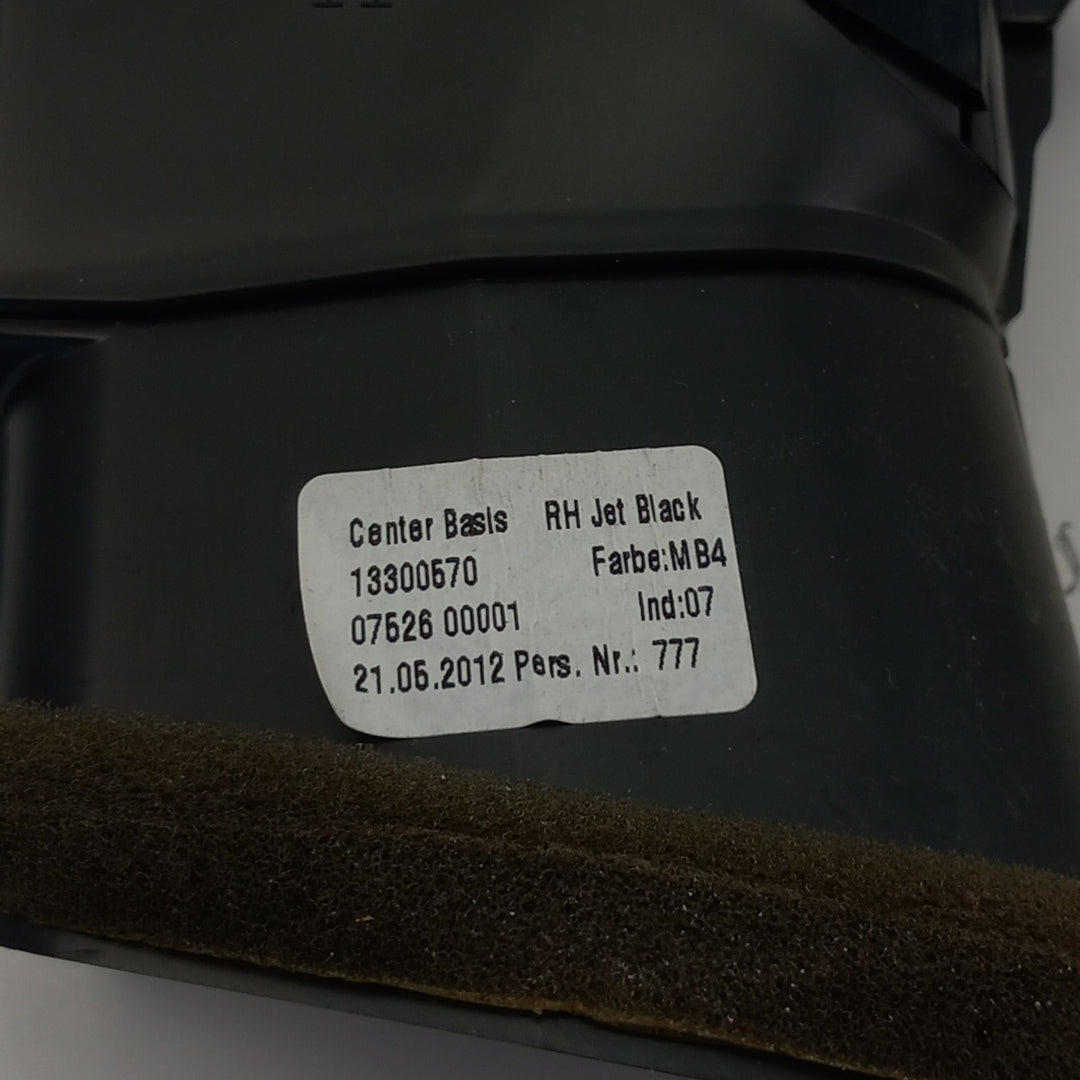 Center Basis RH Jet Black
13300570 Farbe:MB4
07526 00001 Ind:07
21.05.2012 Pers. Nr.: 777